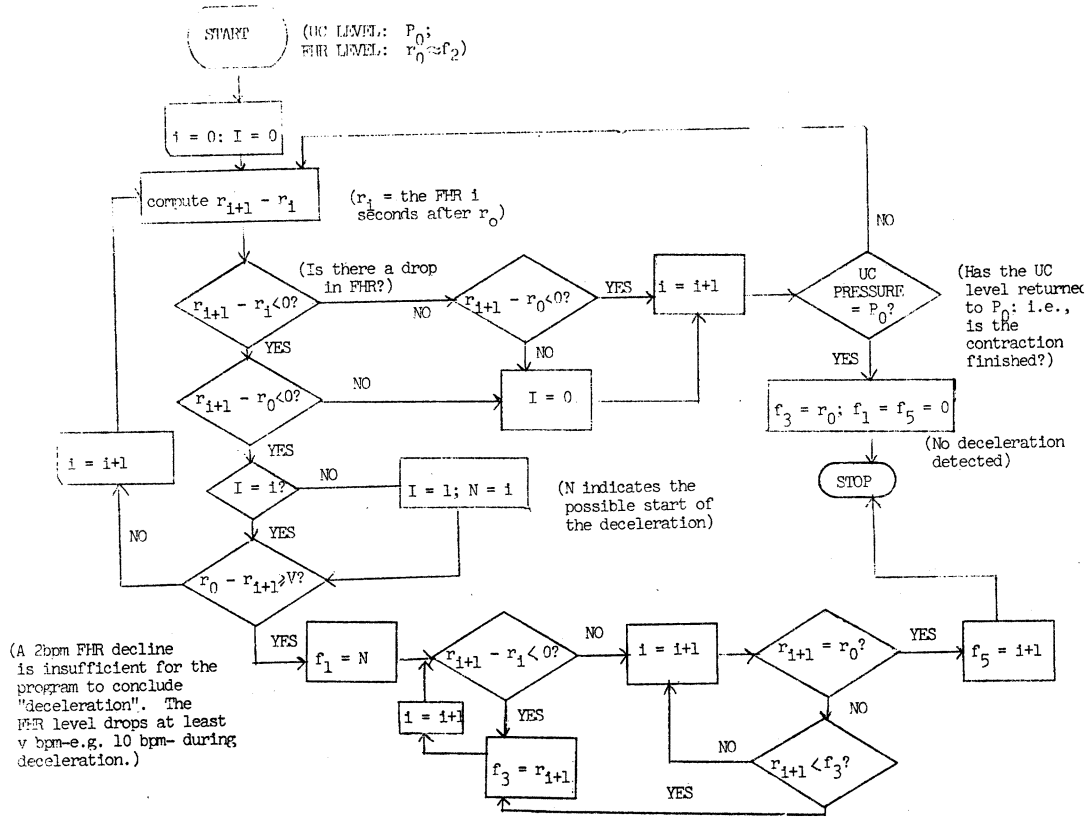 START
(UC LEVEL: P0;
FHR LEVEL: r0≈f2)
i = 0; I = 0
compute ri+1 - ri
(ri = the FHR i
seconds after ro)
NO
ri+1 - ri<0?
(Is there a drop
in FHR?)
NO
ri+1 - r0<0?
YES
i = i+1
UC
PRESSURE
= P0?
(Has the UC
level returned
to P0: i.e.,
is the
contraction
finished?)
YES
NO
YES
ri+1 - r0<0?
NO
I = 0
f3 = r0; f1 = f5 = 0
(No deceleration
detected)
STOP
YES
i = i+1
I = 1?
NO
I = 1; N = i
(N indicates the
possible start of
the deceleration)
YES
NO
r0 - ri+1≥V?
YES
(A 2bpm FHR decline
is insufficient for the
program to conclude
"deceleration". The
FHR level drops at least
v bpm-e.g. 10 bpm- during
deceleration.)
f1 = N
ri+1 - ri < 0?
NO
i = i+1
ri+1 = r0?
YES
f5 = i+1
i = i+1
YES
NO
f3 = ri+1
NO
ri+1 < f3?
YES